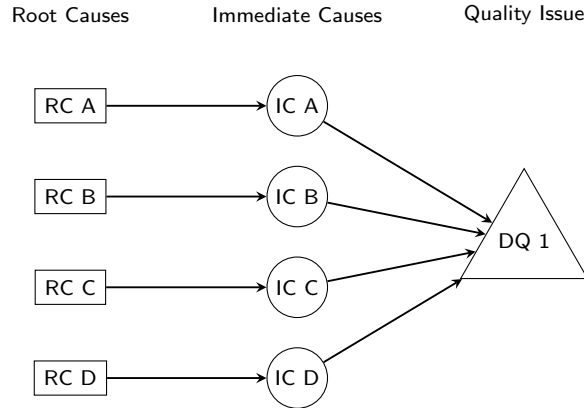 Root Causes
Immediate Causes
Quality Issue
RC A
IC A
RC B
IC B
DQ 1
RC C
IC C
RC D
IC D